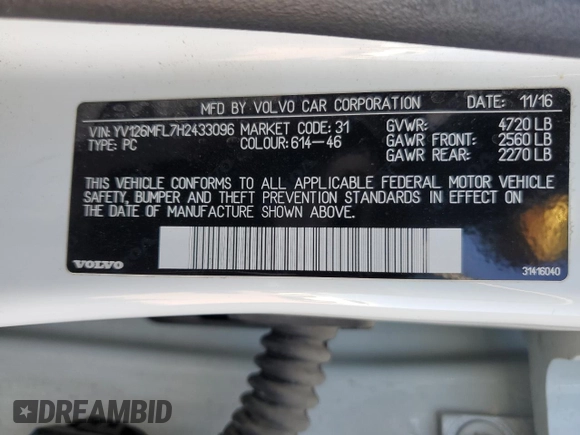 MFD BY VOLVO CAR CORPORATION DATE: 11/16
VIN: YV126MFL7H2433096 MARKET CODE: 31 GVWR: 4720 LB
TYPE: PC COLOUR: 614-46 GAWR FRONT: 2560 LB
GAWR REAR: 2270 LB
THIS VEHICLE CONFORMS TO ALL APPLICABLE FEDERAL MOTOR VEHICLE
SAFETY, BUMPER AND THEFT PREVENTION STANDARDS IN EFFECT ON
THE DATE OF MANUFACTURE SHOWN ABOVE.
VOLVO 31416040
DREAMBID